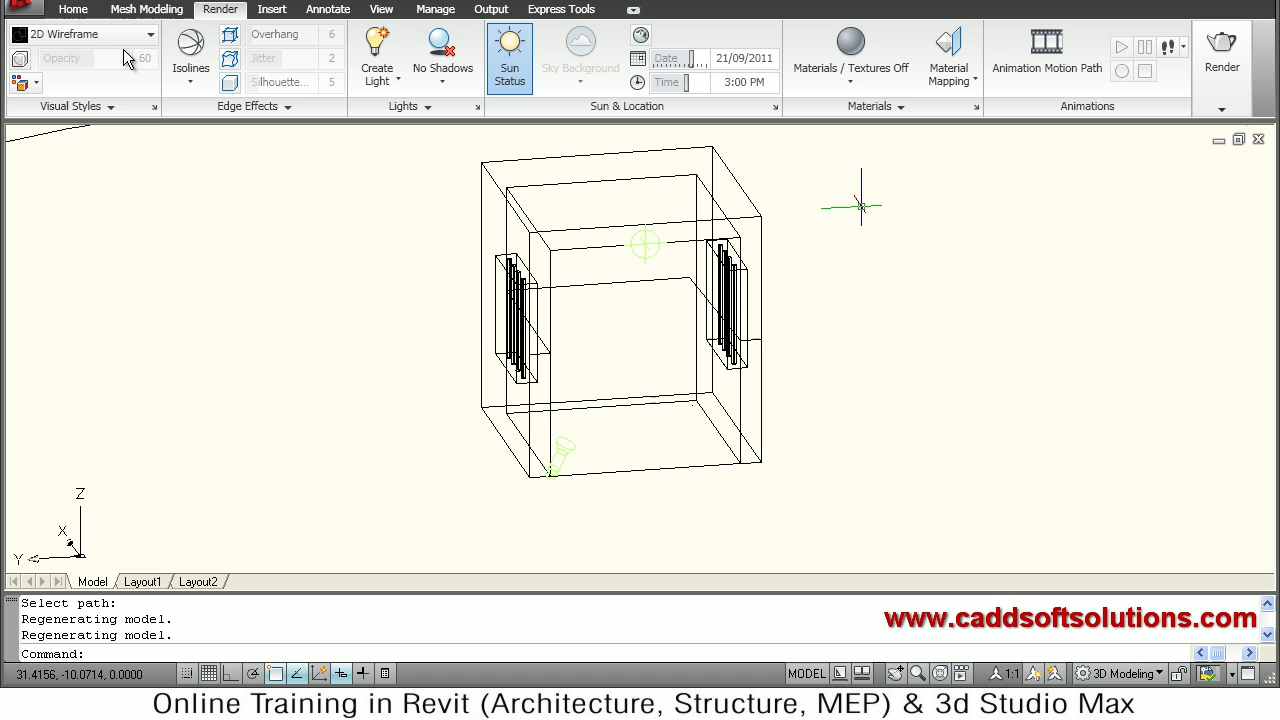 Home Mesh Modeling Render Insert Annotate View Manage Output Express Tools
2D Wireframe
Opacity 60
Visual Styles
Isolines
Overhang 6
Jitter 2
Silhouette... 5
Edge Effects
Create Light
No Shadows
Lights
Sun Status
Sky Background
Date 21/09/2011
Time 3:00 PM
Sun & Location
Materials / Textures Off
Material Mapping
Materials
Animation Motion Path
Animations
Render
Z
X
Y
Model Layout1 Layout2
Select path:
Regenerating model.
Regenerating model.
Command:
www.caddsoftsolutions.com
31.4156, -10.0714, 0.0000
MODEL
1:1
3D Modeling
Online Training in Revit (Architecture, Structure, MEP) & 3d Studio Max